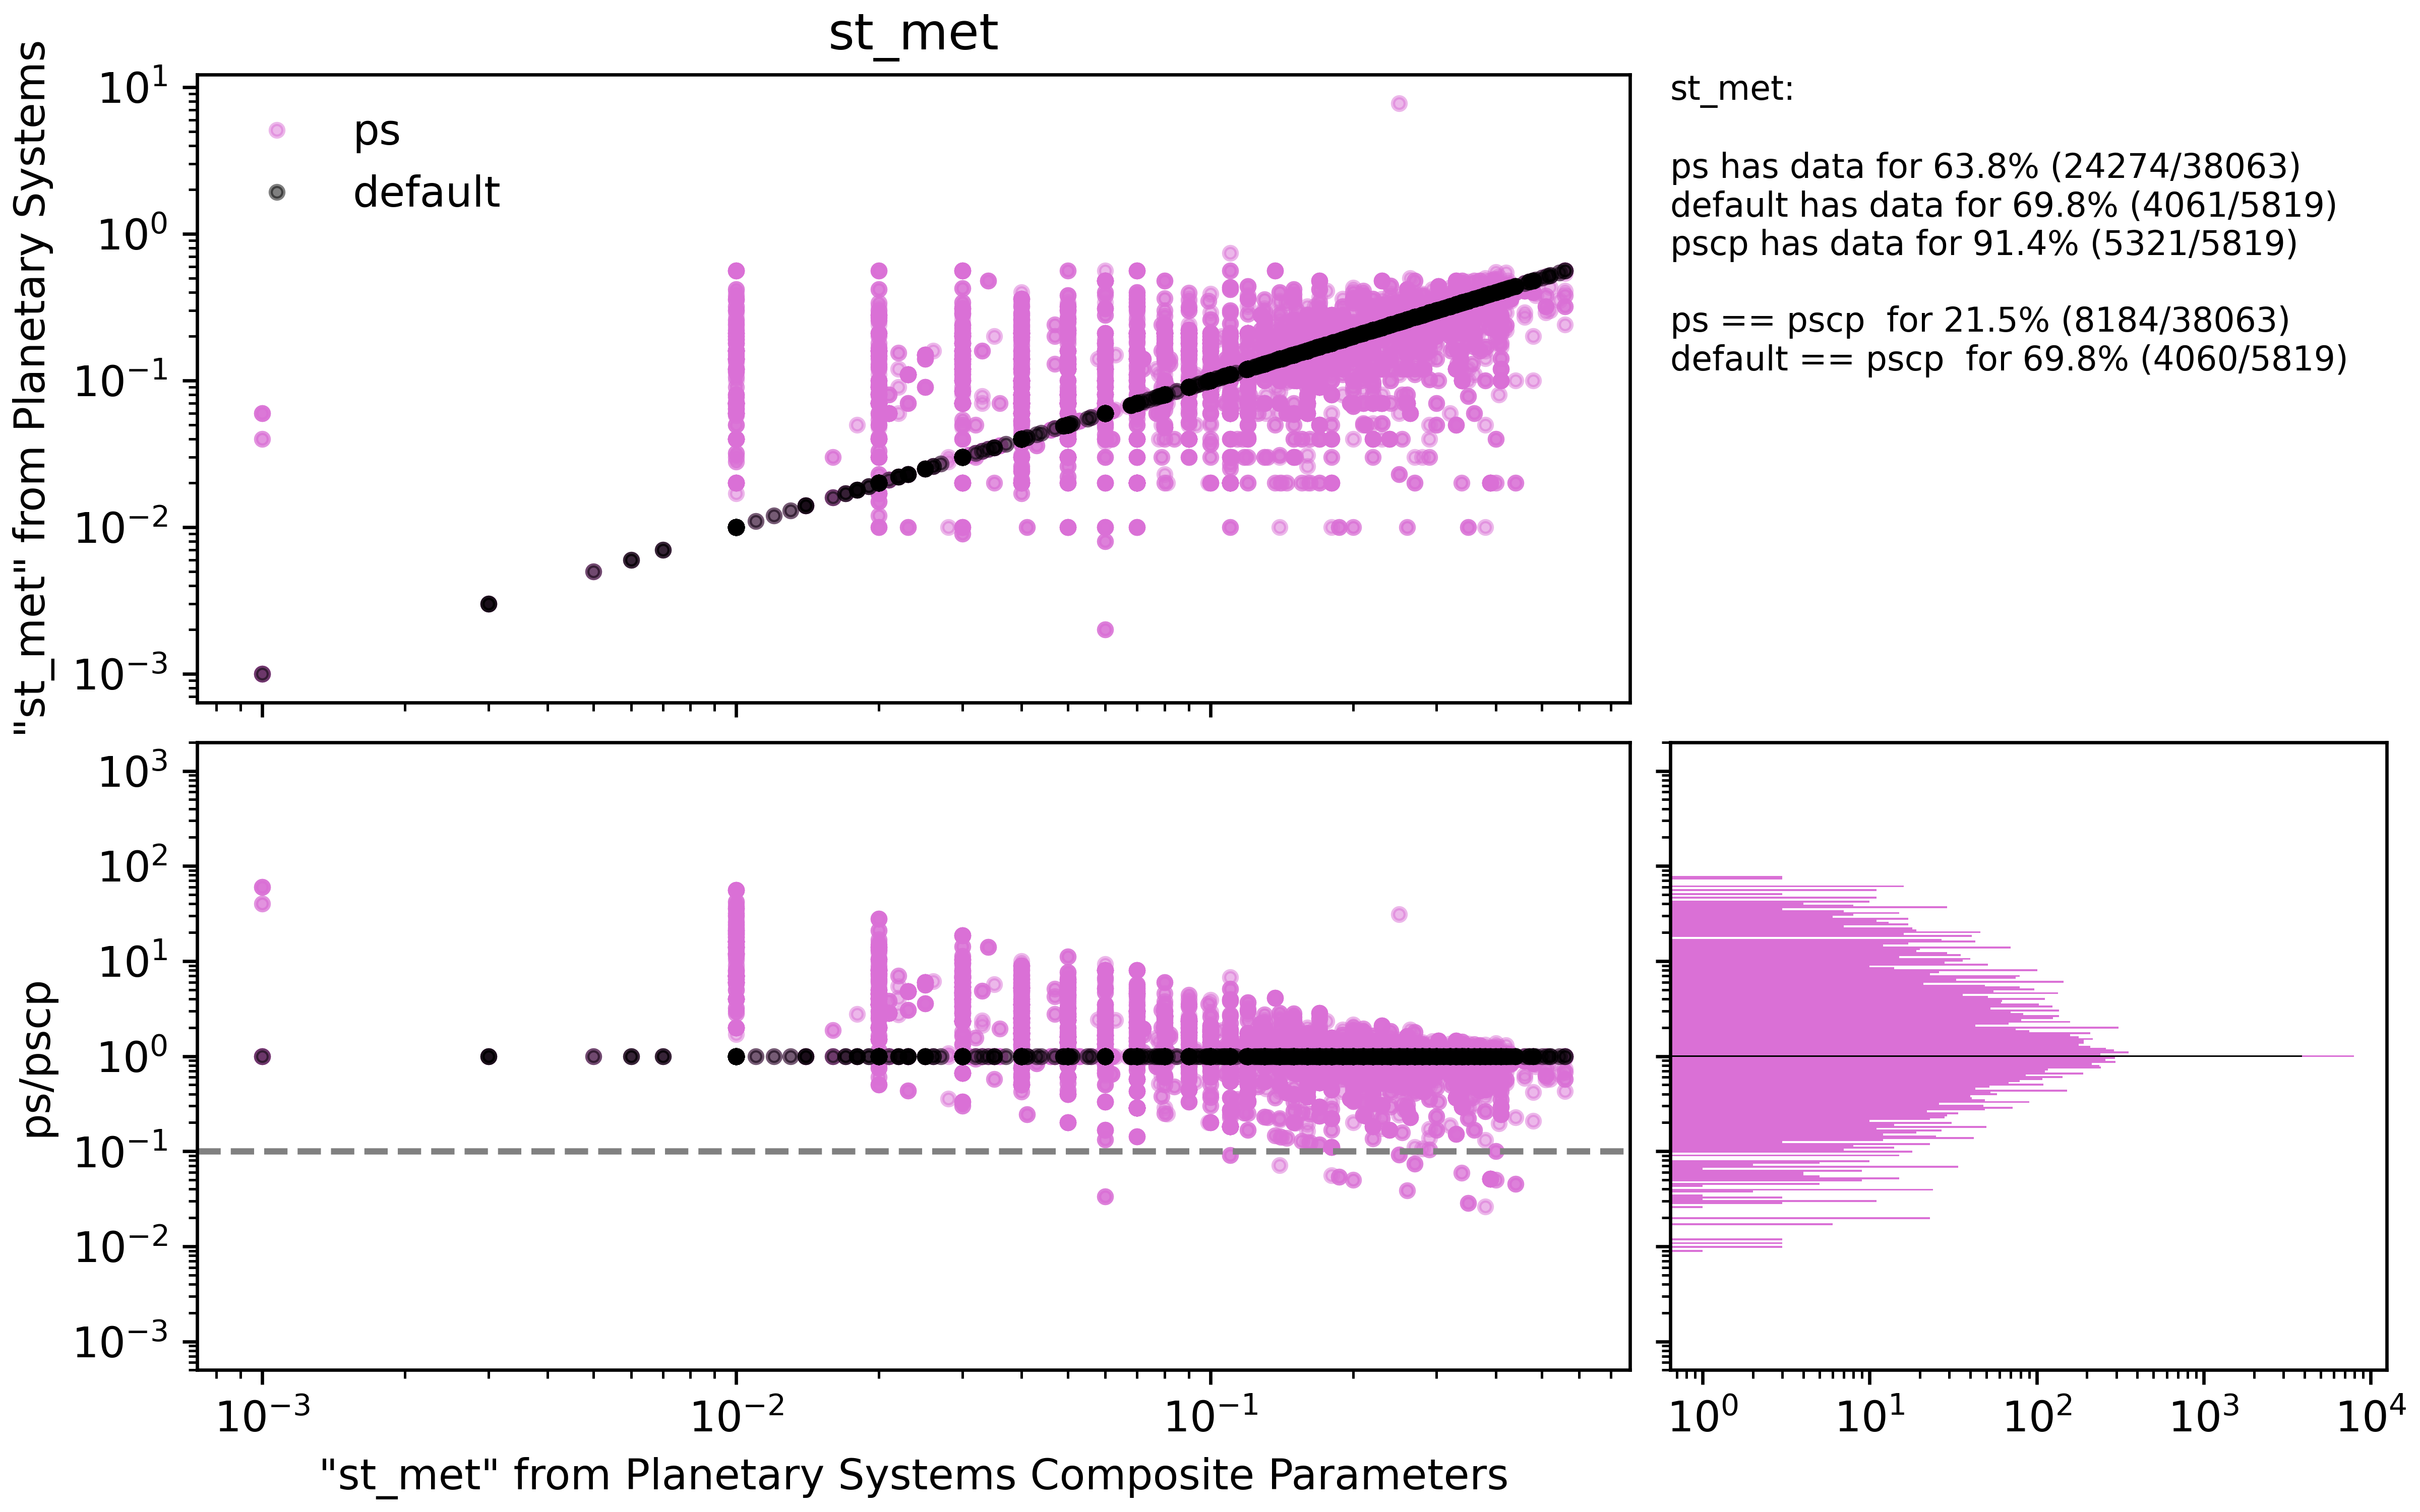 st_met
"st_met" from Planetary Systems
10¹
10⁰
10⁻¹
10⁻²
10⁻³
ps
default
st_met:
ps has data for 63.8% (24274/38063)
default has data for 69.8% (4061/5819)
pscp has data for 91.4% (5321/5819)
ps == pscp  for 21.5% (8184/38063)
default == pscp  for 69.8% (4060/5819)
ps/pscp
10³
10²
10¹
10⁰
10⁻¹
10⁻²
10⁻³
10⁻³ 10⁻² 10⁻¹
"st_met" from Planetary Systems Composite Parameters
10⁰ 10¹ 10² 10³ 10⁴